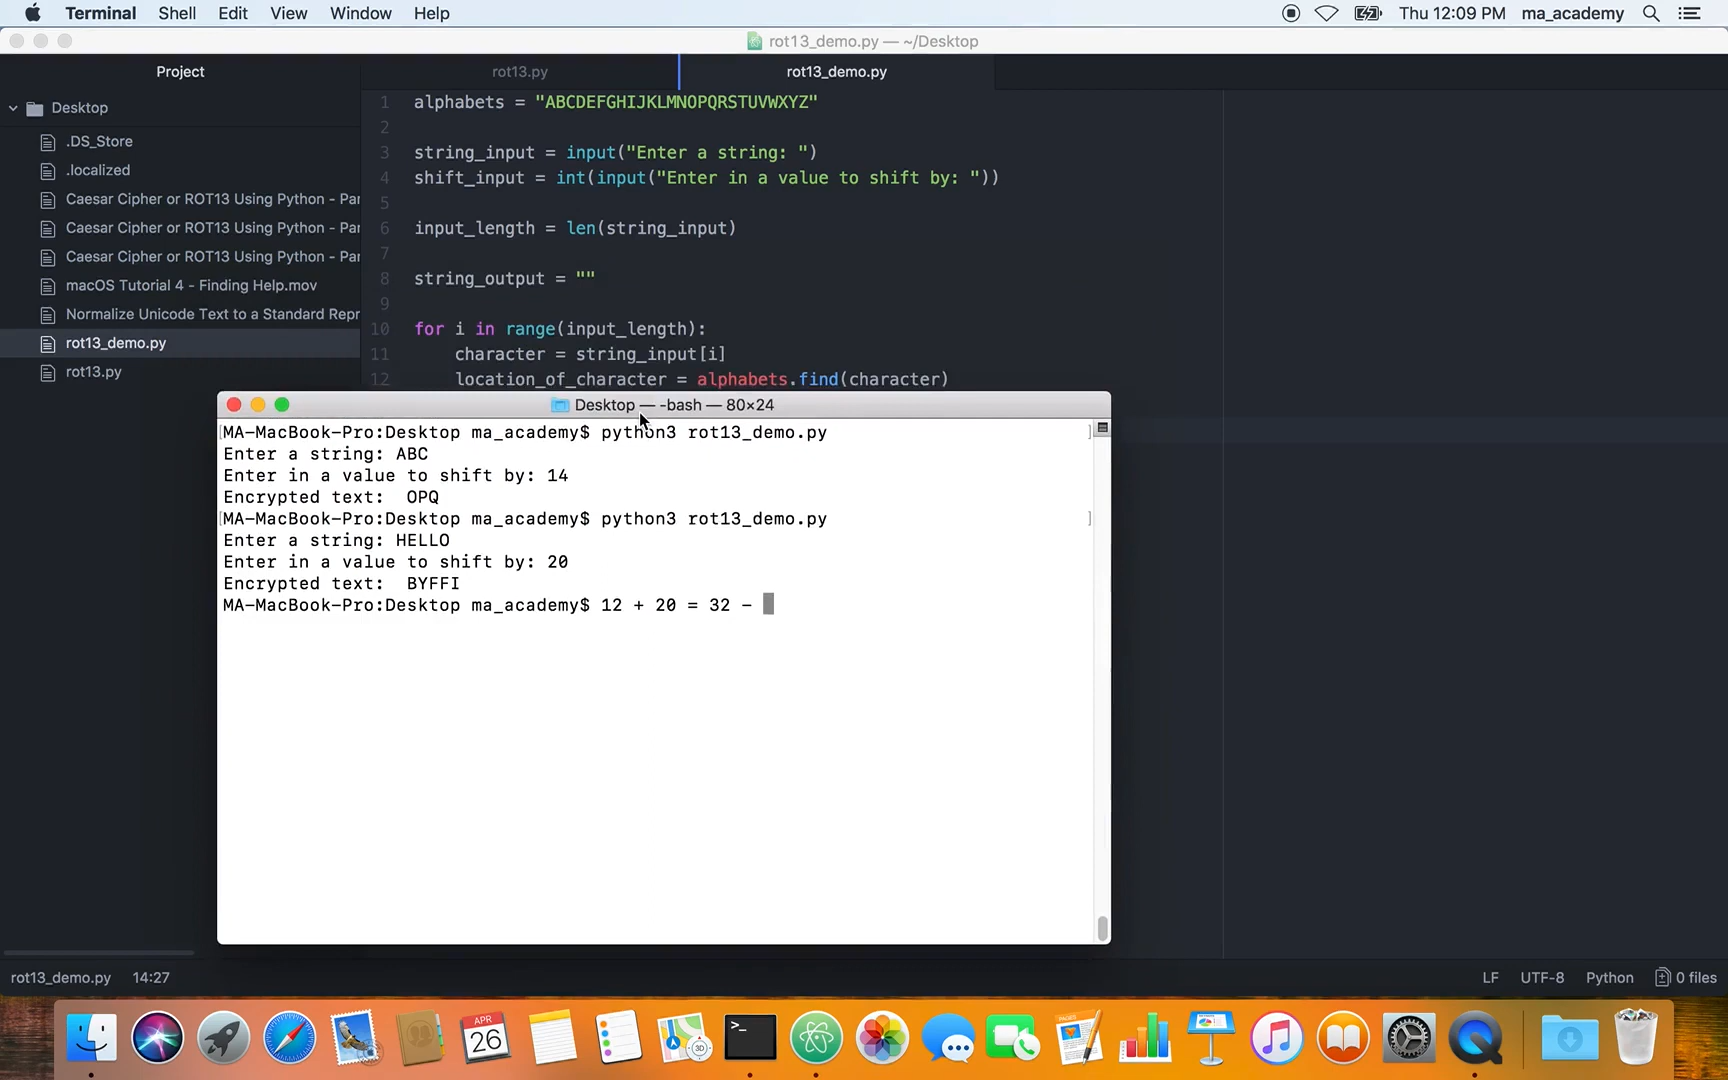 Terminal Shell Edit View Window Help Thu 12:09 PM ma_academy
rot13_demo.py — ~/Desktop
Project rot13.py rot13_demo.py
Desktop
.DS_Store
.localized
Caesar Cipher or ROT13 Using Python - Par
Caesar Cipher or ROT13 Using Python - Par
Caesar Cipher or ROT13 Using Python - Par
macOS Tutorial 4 - Finding Help.mov
Normalize Unicode Text to a Standard Repr
rot13_demo.py
rot13.py
1 alphabets = "ABCDEFGHIJKLMNOPQRSTUVWXYZ"
2
3 string_input = input("Enter a string: ")
4 shift_input = int(input("Enter in a value to shift by: "))
5
6 input_length = len(string_input)
7
8 string_output = ""
9
10 for i in range(input_length):
11 character = string_input[i]
12 location_of_character = alphabets.find(character)
Desktop — -bash — 80×24
[MA-MacBook-Pro:Desktop ma_academy$ python3 rot13_demo.py ]
Enter a string: ABC
Enter in a value to shift by: 14
Encrypted text:  OPQ
[MA-MacBook-Pro:Desktop ma_academy$ python3 rot13_demo.py ]
Enter a string: HELLO
Enter in a value to shift by: 20
Encrypted text:  BYFFI
MA-MacBook-Pro:Desktop ma_academy$ 12 + 20 = 32 -
rot13_demo.py 14:27 LF UTF-8 Python 0 files
APR
26
3D
PAGES